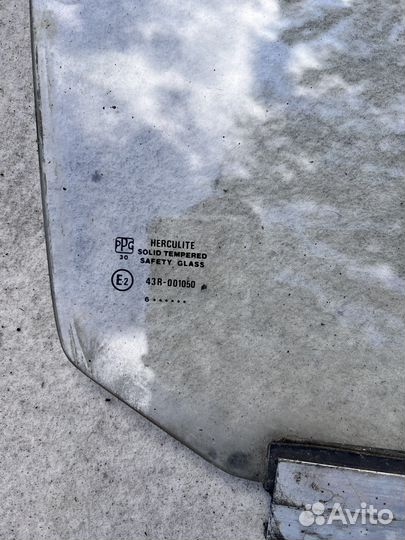 PPG HERCULITE
30 SOLID TEMPERED
SAFETY GLASS
E2 43R-001050
6 ••••••
Avito